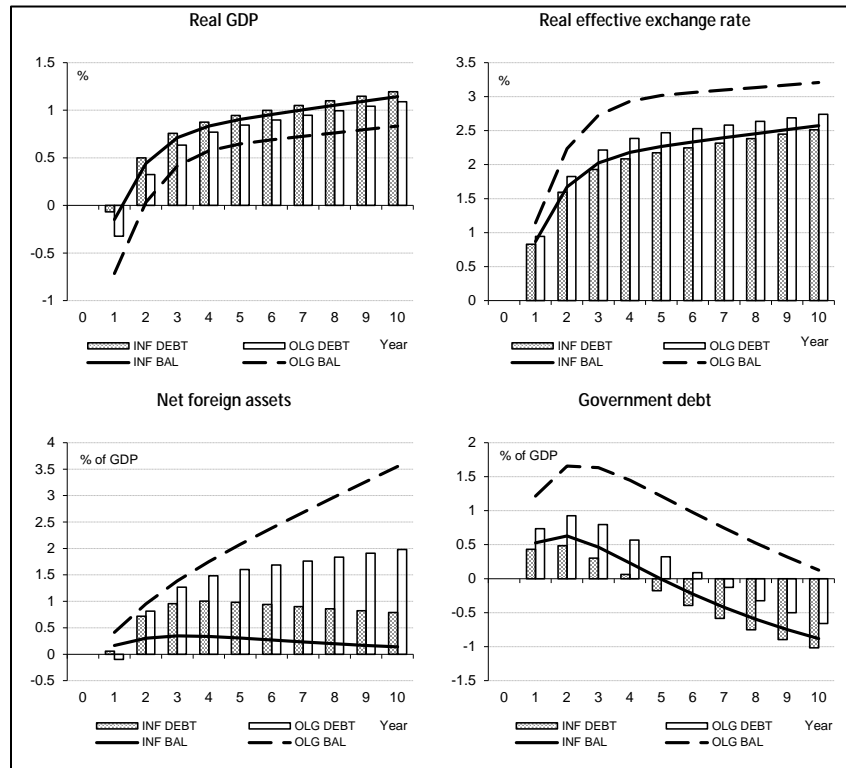 Real GDP
1.5
%
1
0.5
0
-0.5
-1
0 1 2 3 4 5 6 7 8 9 10
INF DEBT OLG DEBT Year
INF BAL OLG BAL
Real effective exchange rate
3.5
%
3
2.5
2
1.5
1
0.5
0
0 1 2 3 4 5 6 7 8 9 10
INF DEBT OLG DEBT Year
INF BAL OLG BAL
Net foreign assets
4
% of GDP
3.5
3
2.5
2
1.5
1
0.5
0
-0.5
0 1 2 3 4 5 6 7 8 9 10
INF DEBT OLG DEBT Year
INF BAL OLG BAL
Government debt
2
% of GDP
1.5
1
0.5
0
-0.5
-1
-1.5
0 1 2 3 4 5 6 7 8 9 10
INF DEBT OLG DEBT Year
INF BAL OLG BAL